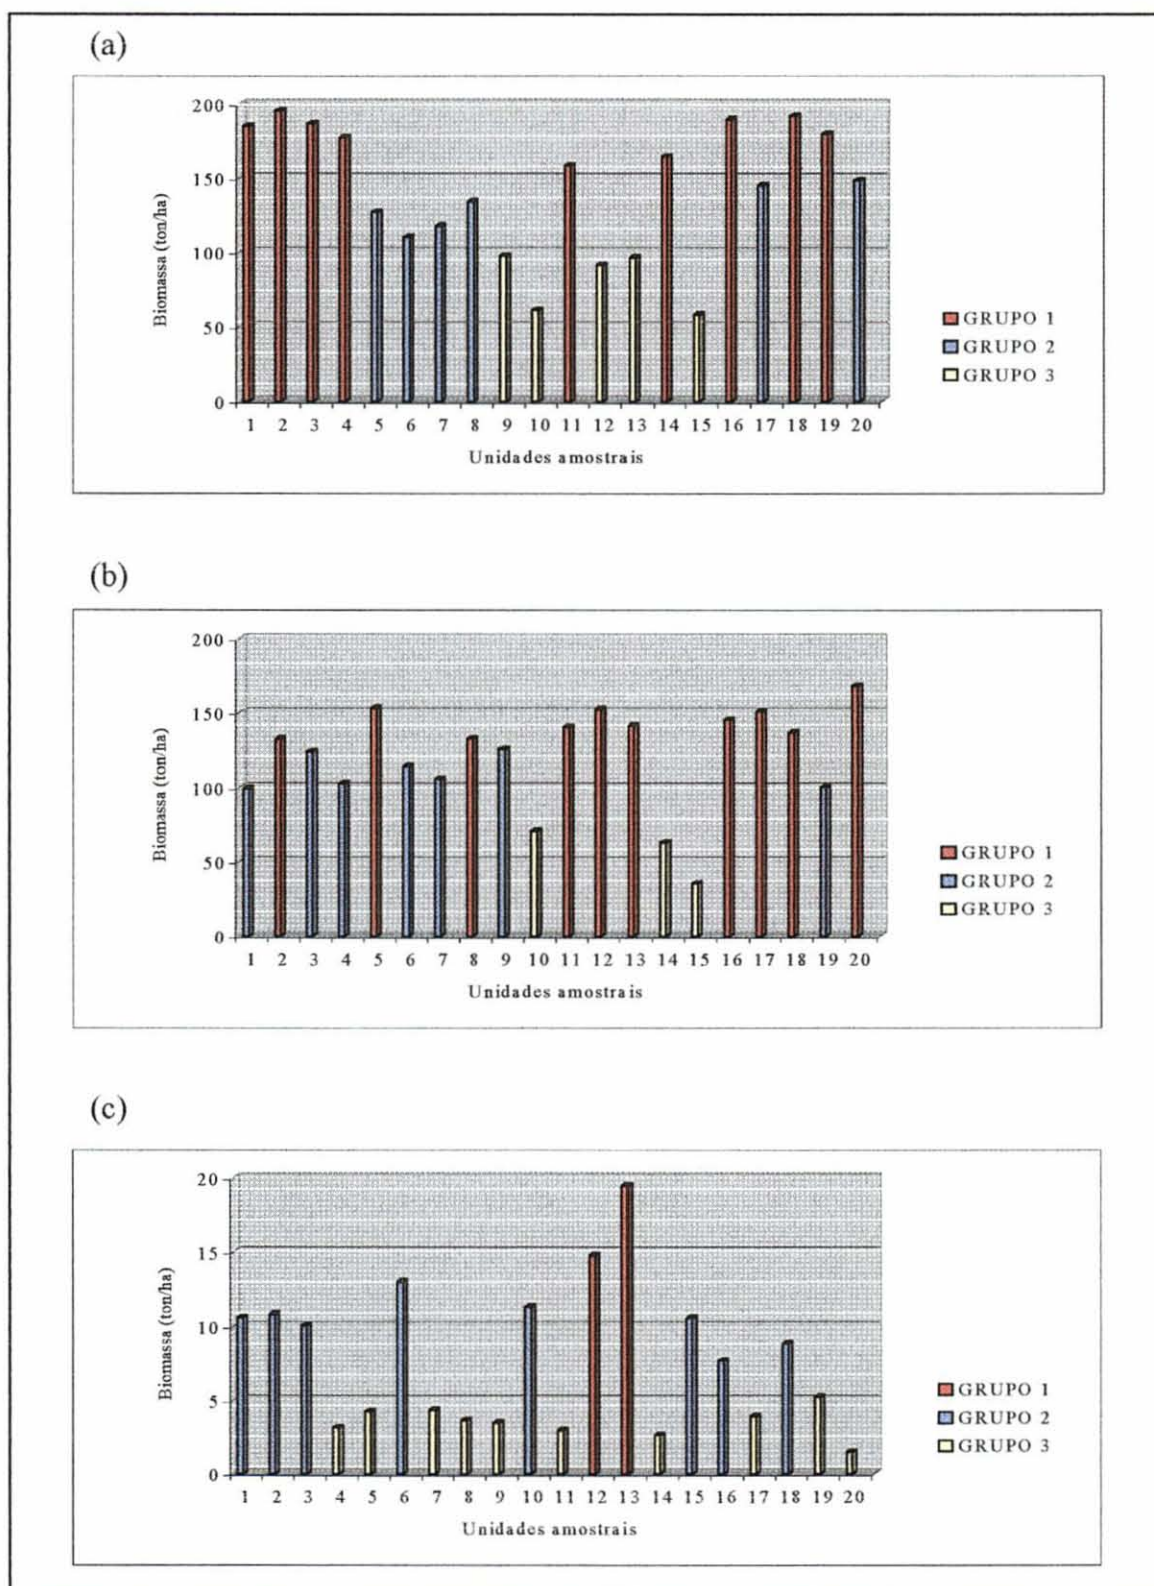 (a)
200
150
100
50
0
Biomassa (ton/ha)
1 2 3 4 5 6 7 8 9 10 11 12 13 14 15 16 17 18 19 20
Unidades amostrais
GRUPO 1
GRUPO 2
GRUPO 3
(b)
200
150
100
50
0
Biomassa (ton/ha)
1 2 3 4 5 6 7 8 9 10 11 12 13 14 15 16 17 18 19 20
Unidades amostrais
GRUPO 1
GRUPO 2
GRUPO 3
(c)
20
15
10
5
0
Biomassa (ton/ha)
1 2 3 4 5 6 7 8 9 10 11 12 13 14 15 16 17 18 19 20
Unidades amostrais
GRUPO 1
GRUPO 2
GRUPO 3